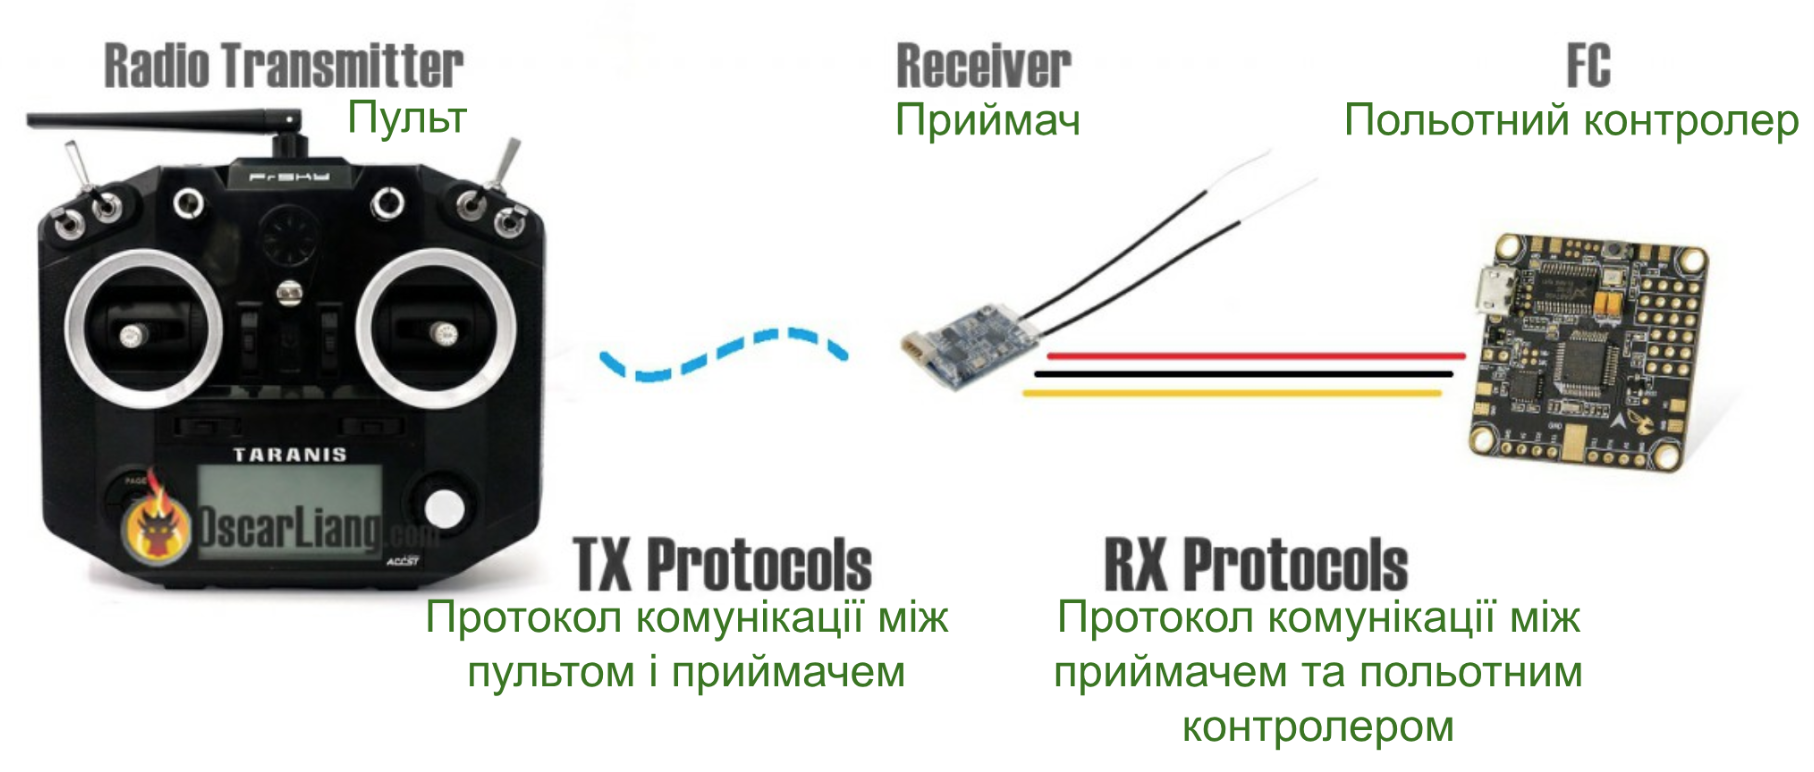 Radio Transmitter
Пульт
Receiver
Приймач
FC
Польотний контролер
FrSKY
TARANIS
PAGE
OscarLiang.com
ACCST
TX Protocols
Протокол комунікації між
пультом і приймачем
RX Protocols
Протокол комунікації між
приймачем та польотним
контролером